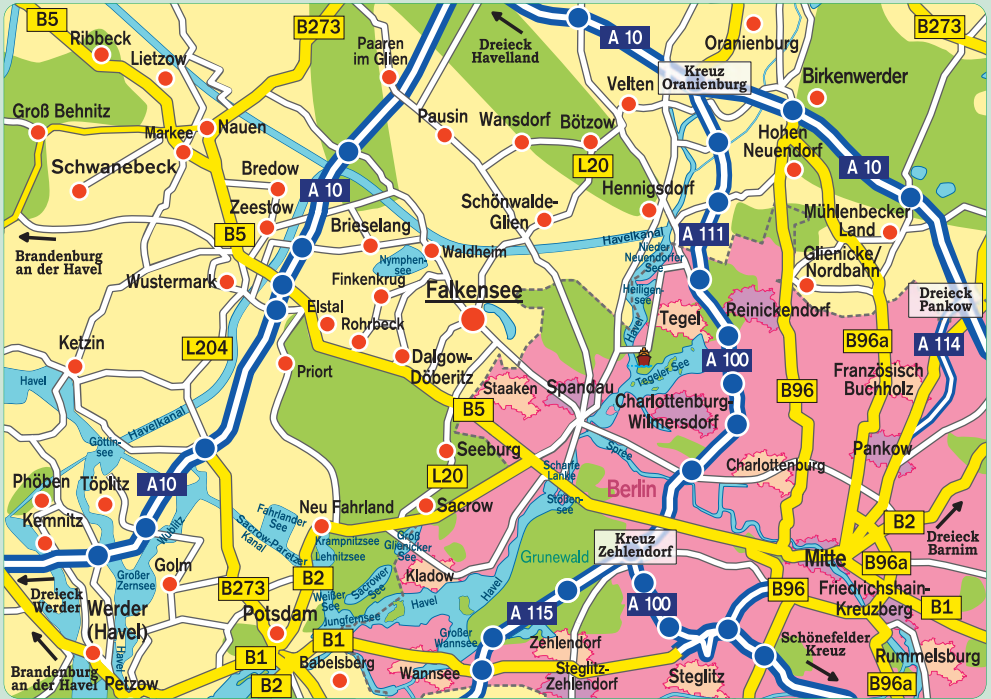 B5
B273
B273
Ribbeck
Lietzow
Paaren
im Glien
Dreieck
Havelland
A 10
Oranienburg
Kreuz
Oranienburg
Birkenwerder
Velten
Groß Behnitz
Markee
Nauen
Pausin
Wansdorf
Bötzow
Hohen
Neuendorf
L20
A 10
Schwanebeck
Bredow
A 10
Hennigsdorf
Zeestow
Schönwalde-
Glien
Mühlenbecker
Land
B5
Brieselang
Havelkanal
A 111
Brandenburg
an der Havel
Waldheim
Nieder
Neuendorfer
See
Glienicke/
Nordbahn
Nymphen-
see
Wustermark
Finkenkrug
Falkensee
Heiligen-
see
Dreieck
Pankow
Elstal
Rohrbeck
Havel
Tegel
Reinickendorf
Ketzin
L204
Dalgow-
Döberitz
B96a
A 114
Priort
A 100
Tegeler See
Französisch
Buchholz
Havel
Staaken
Spandau
B96
B5
Charlottenburg-
Wilmersdorf
Havelkanal
Göttin-
see
Seeburg
Spree
Pankow
Charlottenburg
Phöben
Töplitz
A10
L20
Scharfe
Lanke
Berlin
Kemnitz
Neu Fahrland
Sacrow
Stößen-
see
Fahrlander
See
B2
Nublitz
Sacrow-Paretzer
Kanal
Krampnitzsee
Lehnitzsee
Groß
Glienicker
See
Kreuz
Zehlendorf
Dreieck
Barnim
Grunewald
Mitte
B96a
Golm
Großer
Zernsee
Dreieck
Werder
B273
B2
Kladow
Sacrower
See
Havel
B96
Friedrichshain-
Kreuzberg
B1
Werder
(Havel)
Potsdam
Weißer
See
Jungfernsee
Havel
A 115
A 100
B1
Großer
Wannsee
Zehlendorf
Schönefelder
Kreuz
Rummelsburg
Brandenburg
an der Havel
Havel
B1
Babelsberg
Wannsee
Steglitz-
Zehlendorf
Steglitz
Petzow
B2
B96a